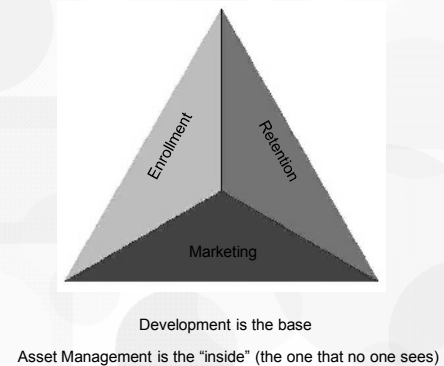 Enrollment
Retention
Marketing
Development is the base
Asset Management is the “inside” (the one that no one sees)